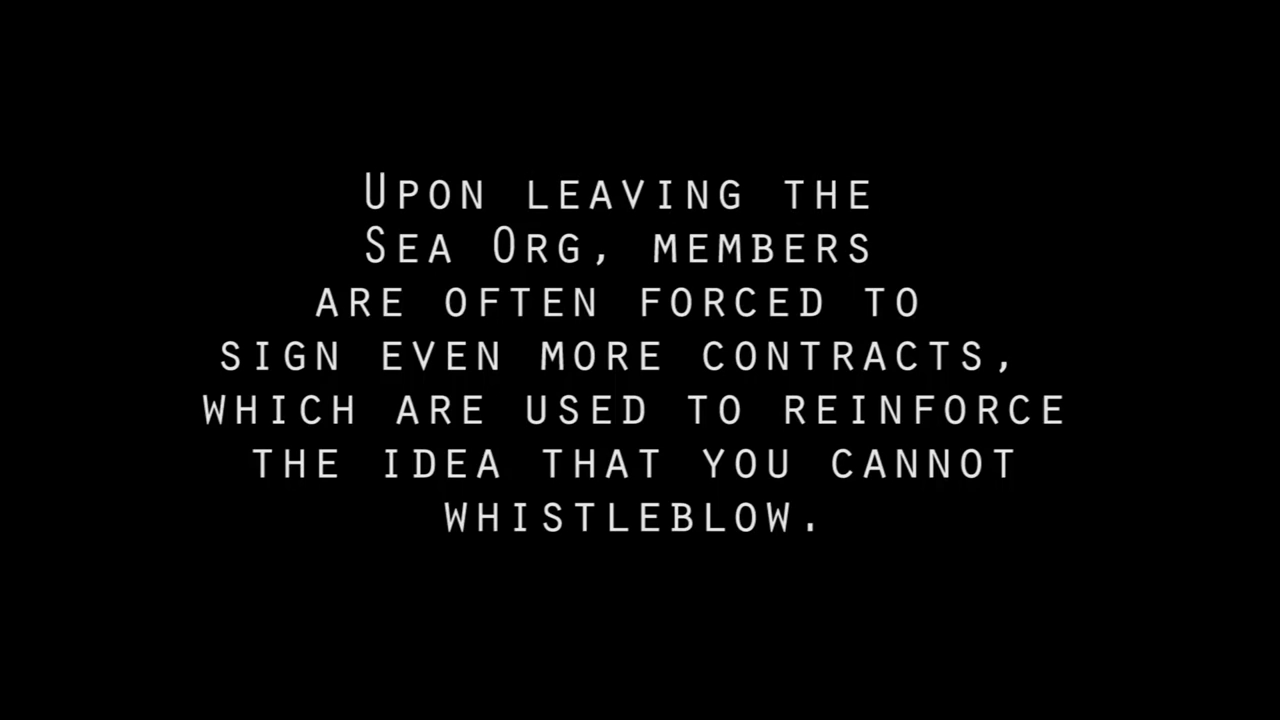 Upon leaving the
Sea Org, members
are often forced to
sign even more contracts,
which are used to reinforce
the idea that you cannot
whistleblow.